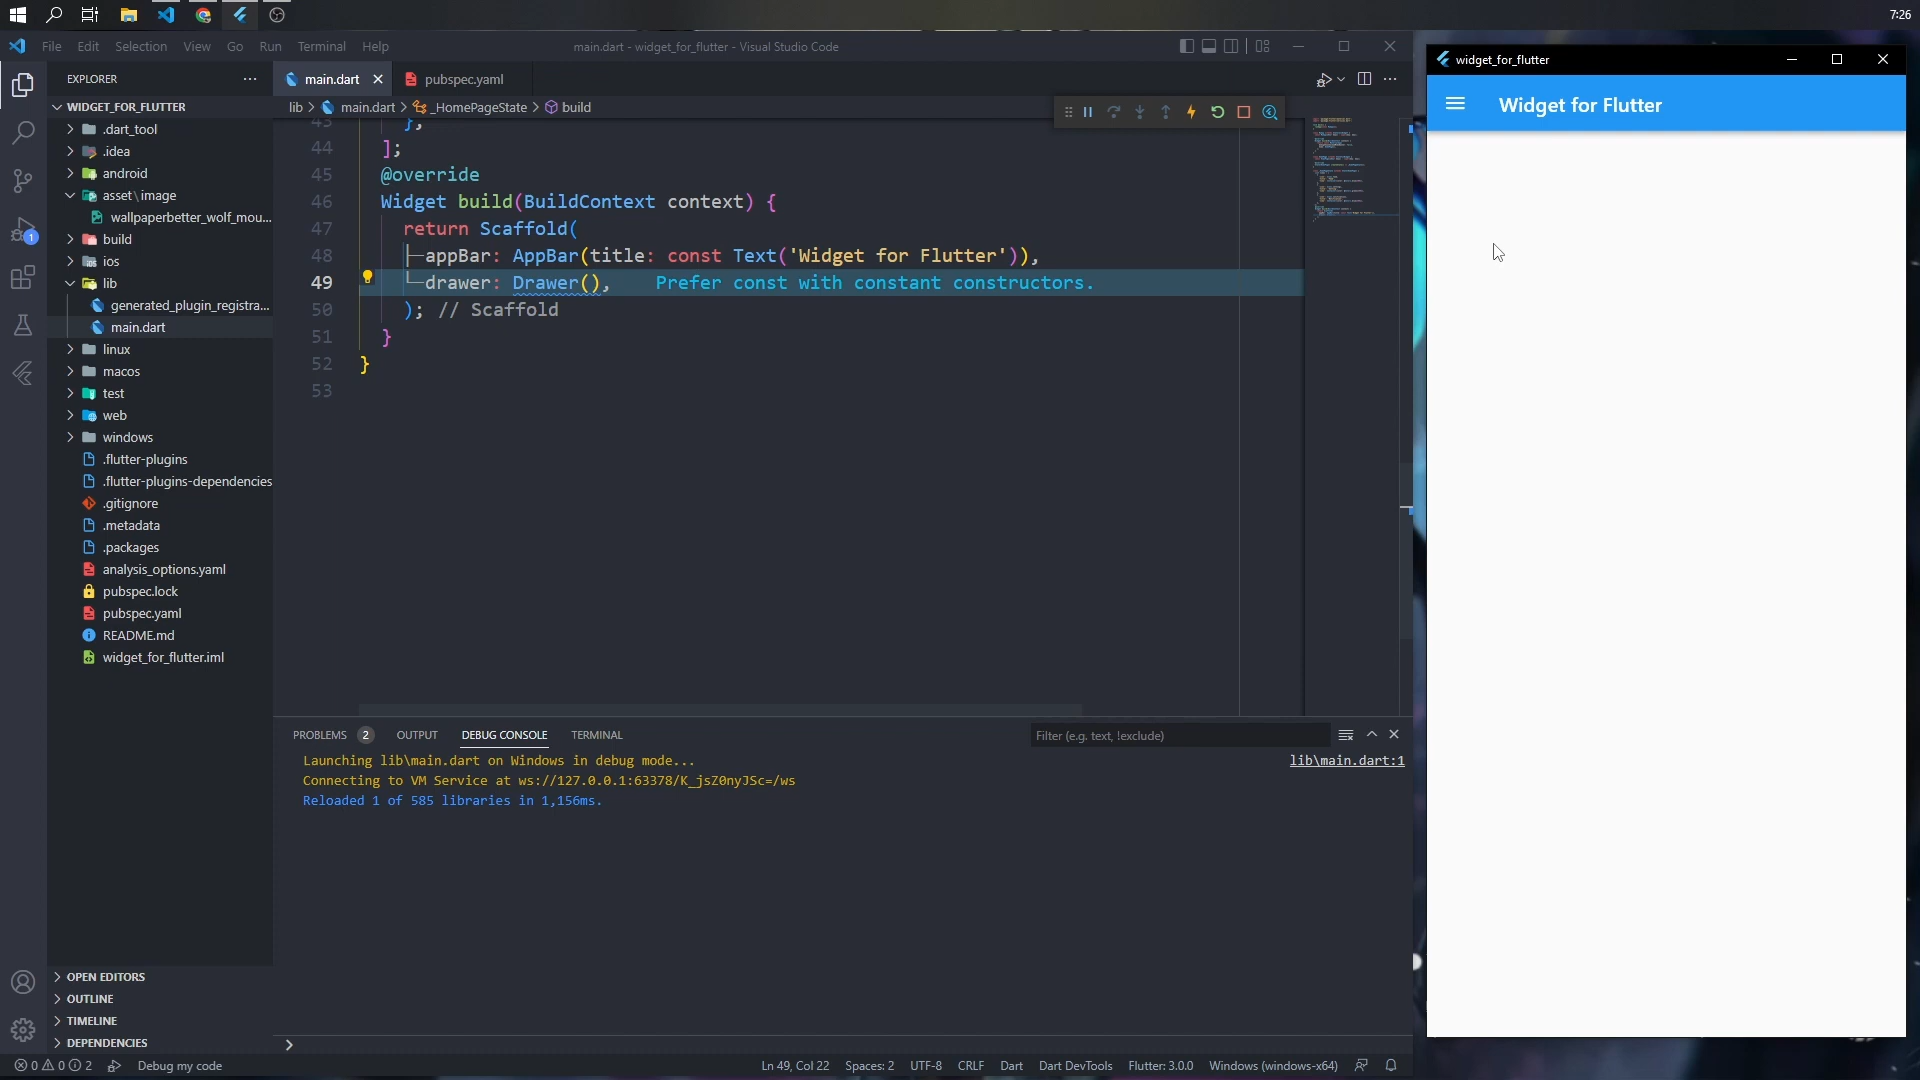 7:26
File Edit Selection View Go Run Terminal Help
main.dart - widget_for_flutter - Visual Studio Code
EXPLORER
WIDGET_FOR_FLUTTER
.dart_tool
.idea
android
asset\image
wallpaperbetter_wolf_mou...
build
ios
lib
generated_plugin_registra...
main.dart
linux
macos
test
web
windows
.flutter-plugins
.flutter-plugins-dependencies
.gitignore
.metadata
.packages
analysis_options.yaml
pubspec.lock
pubspec.yaml
README.md
widget_for_flutter.iml
OPEN EDITORS
OUTLINE
TIMELINE
DEPENDENCIES
1
main.dart pubspec.yaml
lib > main.dart > _HomePageState > build
43 },
44 ];
45 @override
46 Widget build(BuildContext context) {
47 return Scaffold(
48 appBar: AppBar(title: const Text('Widget for Flutter')),
49 drawer: Drawer(), Prefer const with constant constructors.
50 ); // Scaffold
51 }
52 }
53
PROBLEMS 2 OUTPUT DEBUG CONSOLE TERMINAL
Filter (e.g. text, !exclude)
Launching lib\main.dart on Windows in debug mode...
lib\main.dart:1
Connecting to VM Service at ws://127.0.0.1:63378/K_jsZ0nyJSc=/ws
Reloaded 1 of 585 libraries in 1,156ms.
0 0 2 Debug my code
Ln 49, Col 22 Spaces: 2 UTF-8 CRLF Dart Dart DevTools Flutter: 3.0.0 Windows (windows-x64)
widget_for_flutter
Widget for Flutter